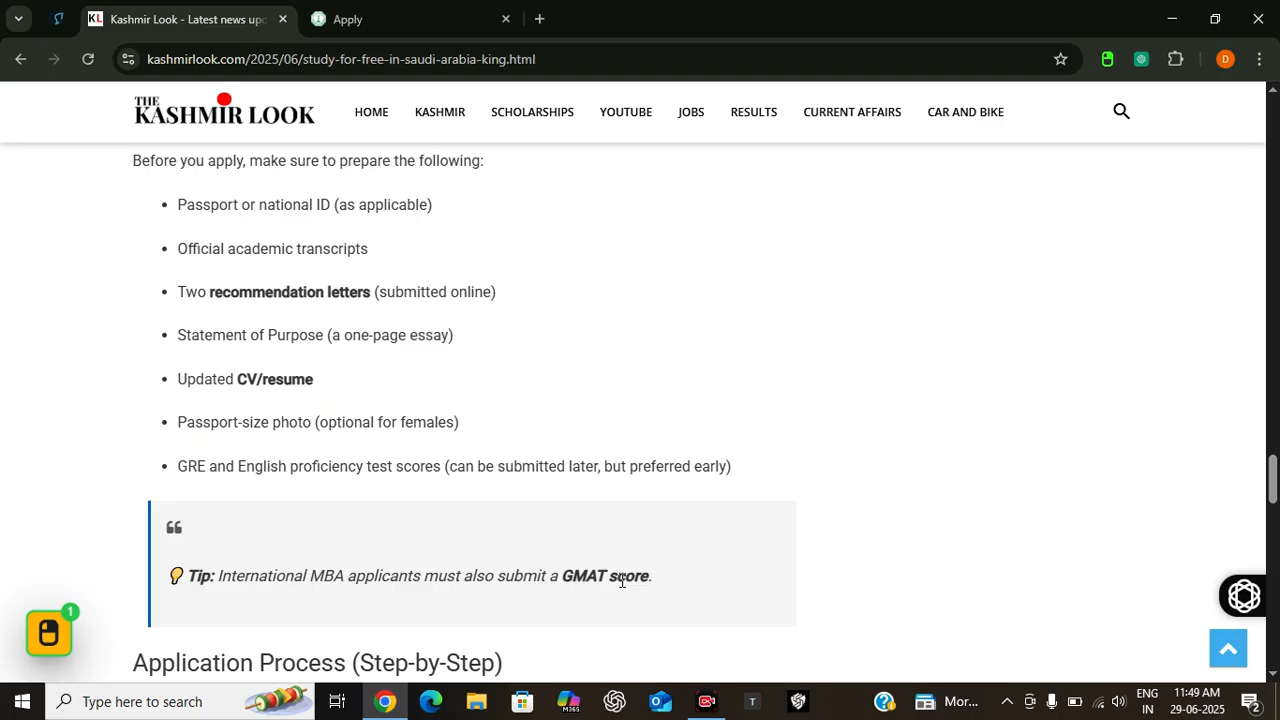 Kashmir Look - Latest news up
Apply
kashmirlook.com/2025/06/study-for-free-in-saudi-arabia-king.html
D
THE
KASHMIR LOOK
HOME KASHMIR SCHOLARSHIPS YOUTUBE JOBS RESULTS CURRENT AFFAIRS CAR AND BIKE
Before you apply, make sure to prepare the following:
• Passport or national ID (as applicable)
• Official academic transcripts
• Two recommendation letters (submitted online)
• Statement of Purpose (a one-page essay)
• Updated CV/resume
• Passport-size photo (optional for females)
• GRE and English proficiency test scores (can be submitted later, but preferred early)
Tip: International MBA applicants must also submit a GMAT score.
1
Application Process (Step-by-Step)
Type here to search
M365
T
Mor...
ENG
IN
11:49 AM
29-06-2025
2